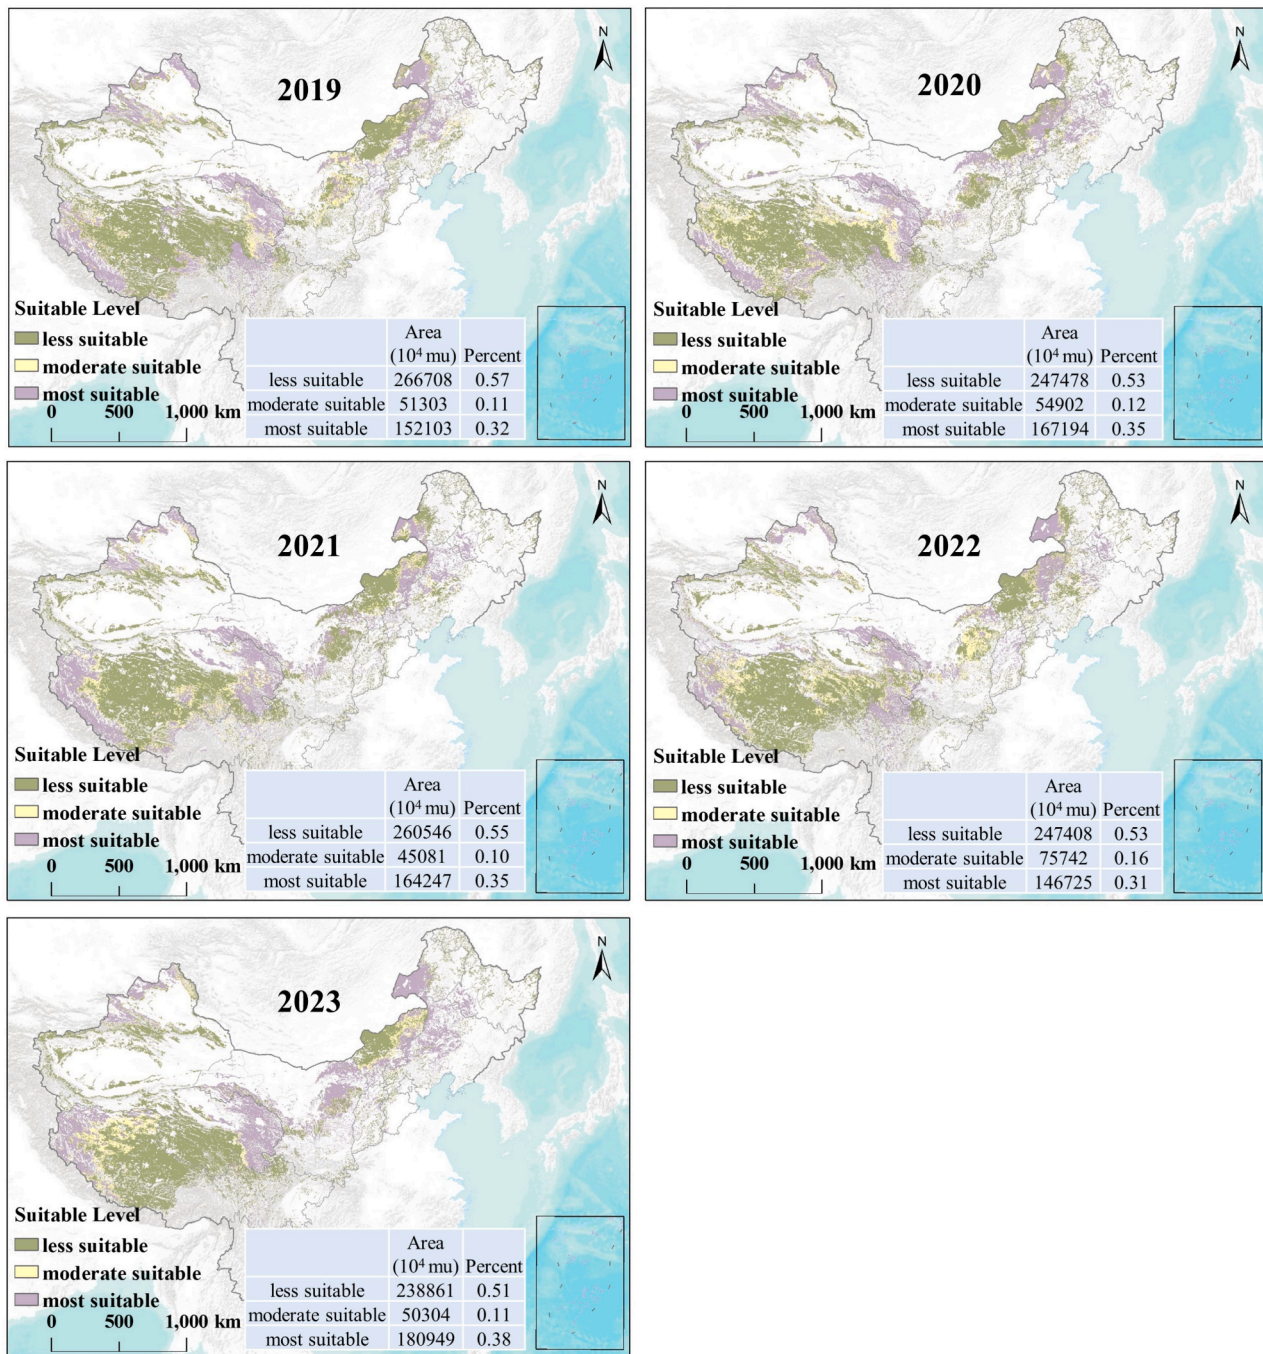 N
2019
Suitable Level
less suitable
moderate suitable
most suitable
0 500 1,000 km
Area
(10⁴ mu) Percent
less suitable 266708 0.57
moderate suitable 51303 0.11
most suitable 152103 0.32
N
2020
Suitable Level
less suitable
moderate suitable
most suitable
0 500 1,000 km
Area
(10⁴ mu) Percent
less suitable 247478 0.53
moderate suitable 54902 0.12
most suitable 167194 0.35
N
2021
Suitable Level
less suitable
moderate suitable
most suitable
0 500 1,000 km
Area
(10⁴ mu) Percent
less suitable 260546 0.55
moderate suitable 45081 0.10
most suitable 164247 0.35
N
2022
Suitable Level
less suitable
moderate suitable
most suitable
0 500 1,000 km
Area
(10⁴ mu) Percent
less suitable 247408 0.53
moderate suitable 75742 0.16
most suitable 146725 0.31
N
2023
Suitable Level
less suitable
moderate suitable
most suitable
0 500 1,000 km
Area
(10⁴ mu) Percent
less suitable 238861 0.51
moderate suitable 50304 0.11
most suitable 180949 0.38